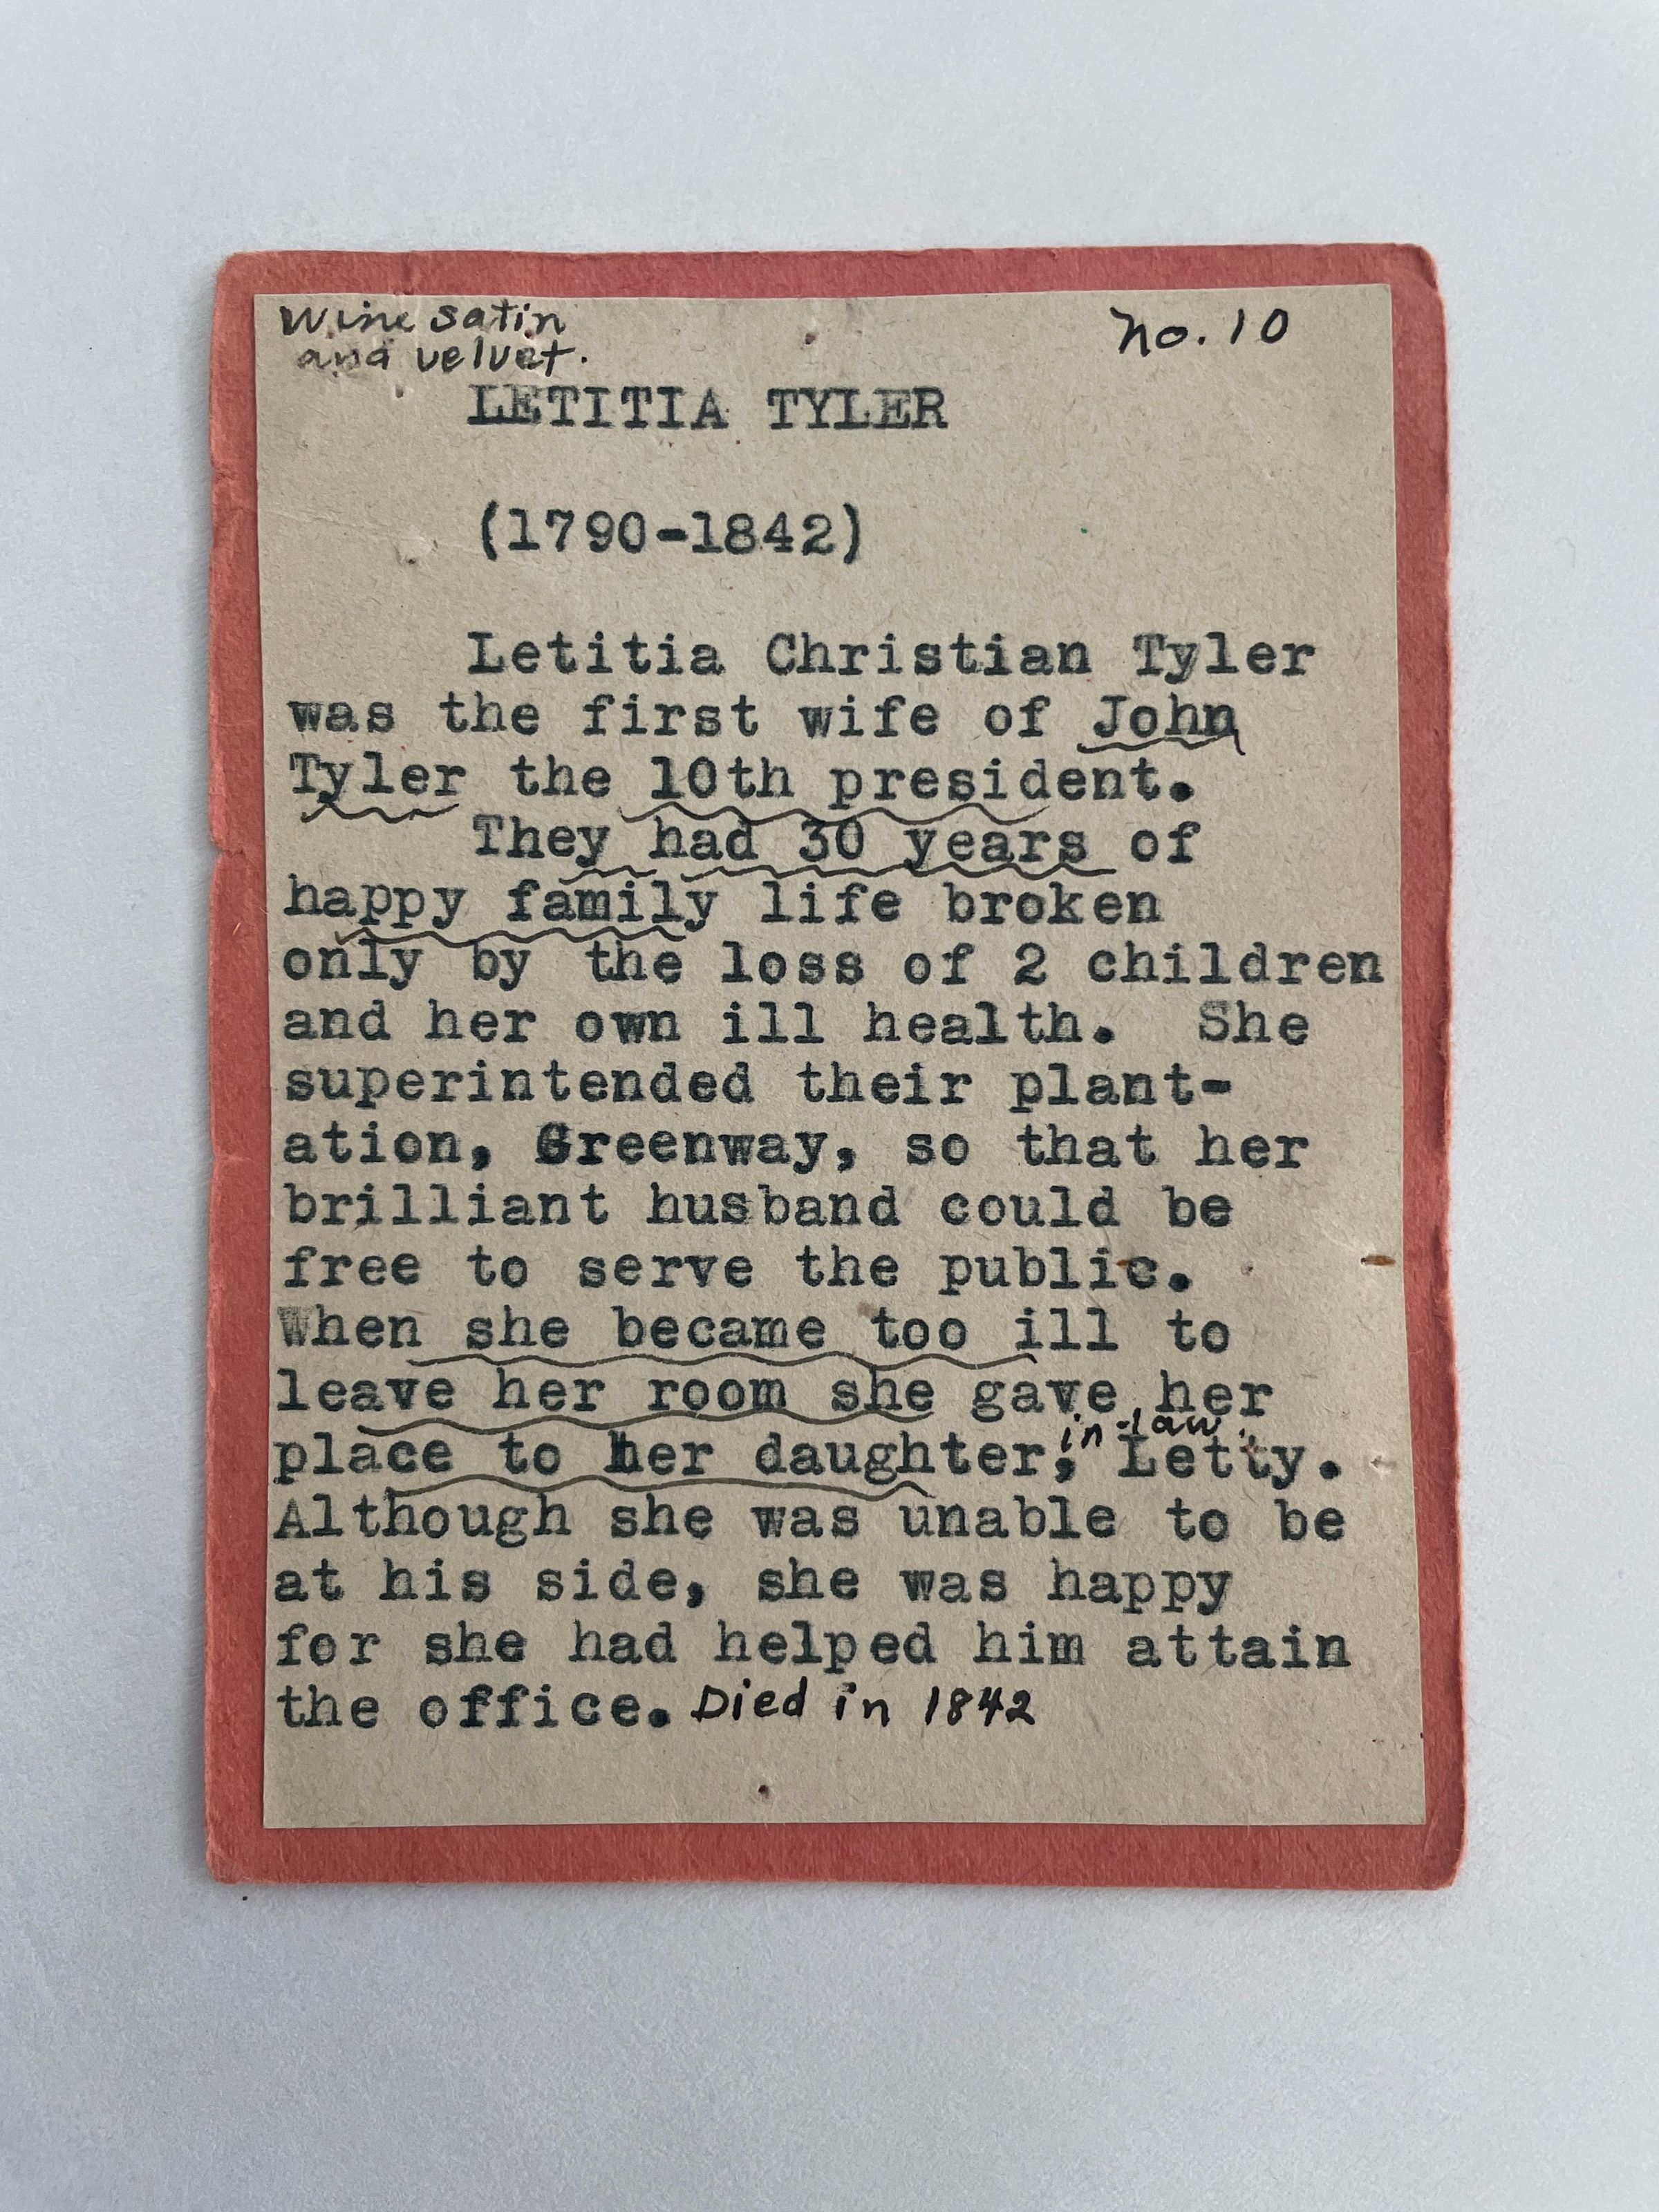 Wine satin no. 10
and velvet.
LETITIA TYLER
(1790-1842)
Letitia Christian Tyler
was the first wife of John
Tyler the 10th president.
They had 30 years of
happy family life broken
only by the loss of 2 children
and her own ill health. She
superintended their plant-
ation, Greenway, so that her
brilliant husband could be
free to serve the public.
When she became too ill to
leave her room she gave her
in-law
place to her daughter, Letty.
Although she was unable to be
at his side, she was happy
for she had helped him attain
the office. Died in 1842